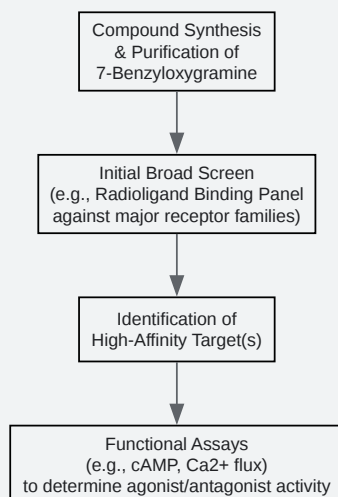 Compound Synthesis
& Purification of
7-Benzyloxygramine
Initial Broad Screen
(e.g., Radioligand Binding Panel
against major receptor families)
Identification of
High-Affinity Target(s)
Functional Assays
(e.g., cAMP, Ca2+ flux)
to determine agonist/antagonist activity